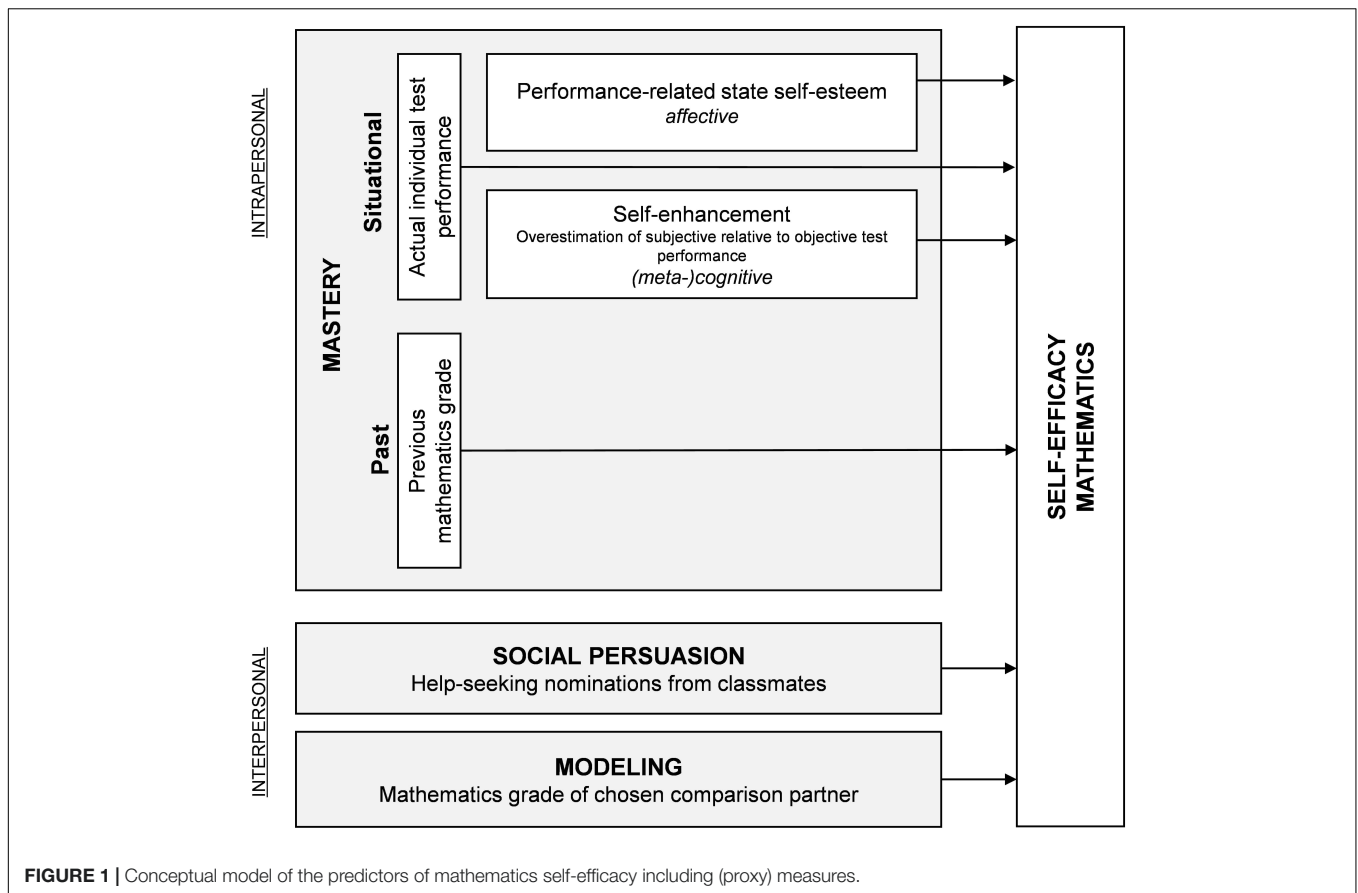 INTRAPERSONAL
MASTERY
Situational
Actual individual test
performance
Performance-related state self-esteem
affective
Self-enhancement
Overestimation of subjective relative to objective test
performance
(meta-)cognitive
Past
Previous
mathematics grade
INTERPERSONAL
SOCIAL PERSUASION
Help-seeking nominations from classmates
MODELING
Mathematics grade of chosen comparison partner
SELF-EFFICACY
MATHEMATICS
FIGURE 1 | Conceptual model of the predictors of mathematics self-efficacy including (proxy) measures.